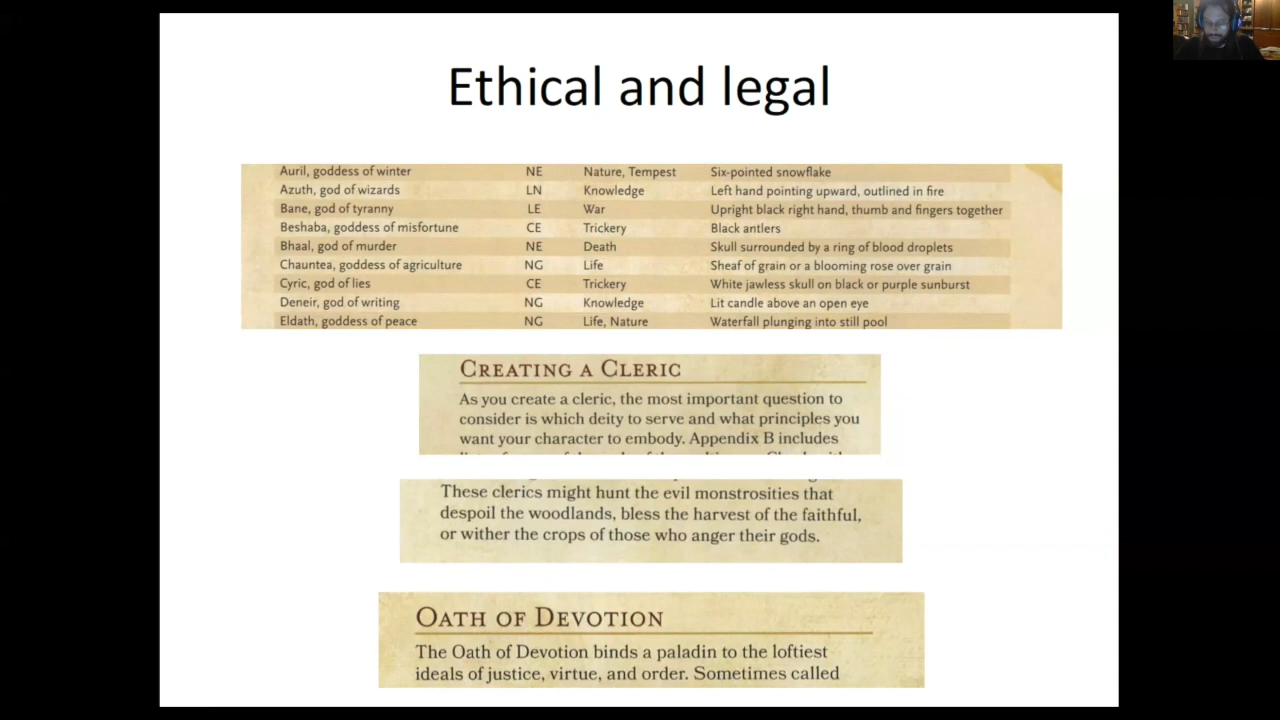 Ethical and legal
Auril, goddess of winter NE Nature, Tempest Six-pointed snowflake
Azuth, god of wizards LN Knowledge Left hand pointing upward, outlined in fire
Bane, god of tyranny LE War Upright black right hand, thumb and fingers together
Beshaba, goddess of misfortune CE Trickery Black antlers
Bhaal, god of murder NE Death Skull surrounded by a ring of blood droplets
Chauntea, goddess of agriculture NG Life Sheaf of grain or a blooming rose over grain
Cyric, god of lies CE Trickery White jawless skull on black or purple sunburst
Deneir, god of writing NG Knowledge Lit candle above an open eye
Eldath, goddess of peace NG Life, Nature Waterfall plunging into still pool
CREATING A CLERIC
As you create a cleric, the most important question to
consider is which deity to serve and what principles you
want your character to embody. Appendix B includes
These clerics might hunt the evil monstrosities that
despoil the woodlands, bless the harvest of the faithful,
or wither the crops of those who anger their gods.
OATH OF DEVOTION
The Oath of Devotion binds a paladin to the loftiest
ideals of justice, virtue, and order. Sometimes called